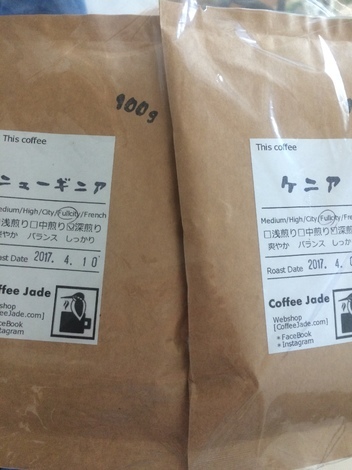 100g
This coffee
ニューギニア
Medium/High/City/Fullcity/French
□浅煎り□中煎り☑深煎り
爽やか バランス しっかり
Roast Date 2017. 4. 10
Coffee Jade
Webshop
[CoffeeJade.com]
FaceBook
Instagram
This coffee
ケニア
Medium/High/City/Fullcity/French
□浅煎り□中煎り☑深煎り
爽やか バランス しっかり
Roast Date 2017. 4.
Coffee Jade
Webshop
[CoffeeJade.com]
*FaceBook
*Instagram